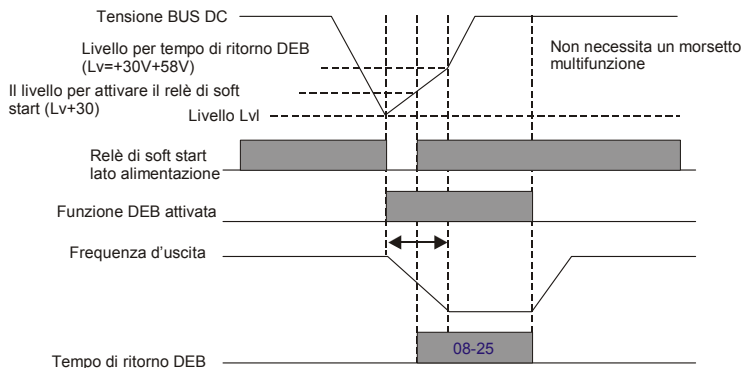 Tensione BUS DC
Livello per tempo di ritorno DEB
(Lv=+30V+58V)
Non necessita un morsetto
multifunzione
Il livello per attivare il relè di soft
start (Lv+30)
Livello Lvl
Relè di soft start
lato alimentazione
Funzione DEB attivata
Frequenza d'uscita
08-25
Tempo di ritorno DEB